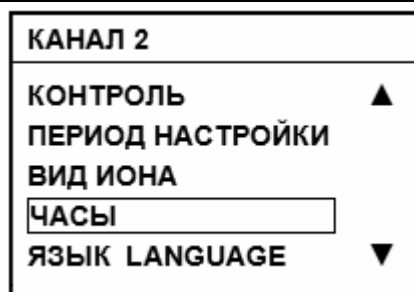 КАНАЛ 2
КОНТРОЛЬ
ПЕРИОД НАСТРОЙКИ
ВИД ИОНА
ЧАСЫ
ЯЗЫК LANGUAGE